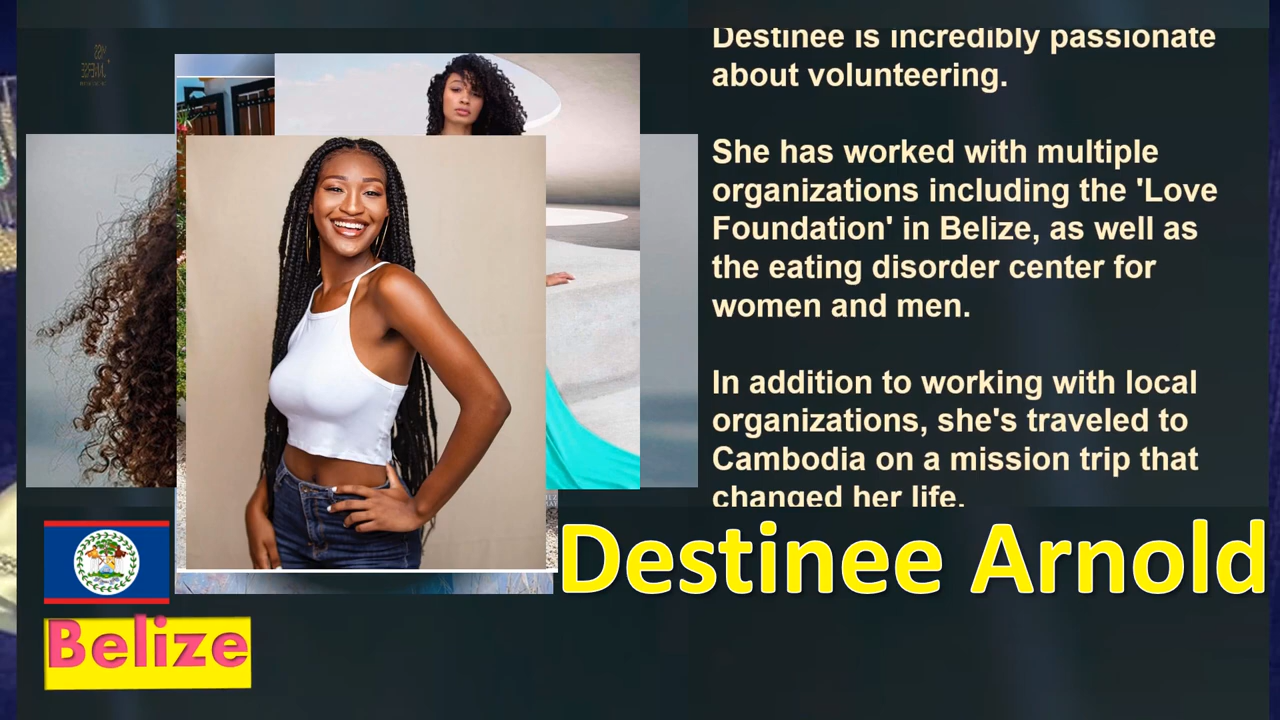 Destinee is incredibly passionate
about volunteering.
She has worked with multiple
organizations including the 'Love
Foundation' in Belize, as well as
the eating disorder center for
women and men.
In addition to working with local
organizations, she's traveled to
Cambodia on a mission trip that
changed her life.
Destinee Arnold
Belize